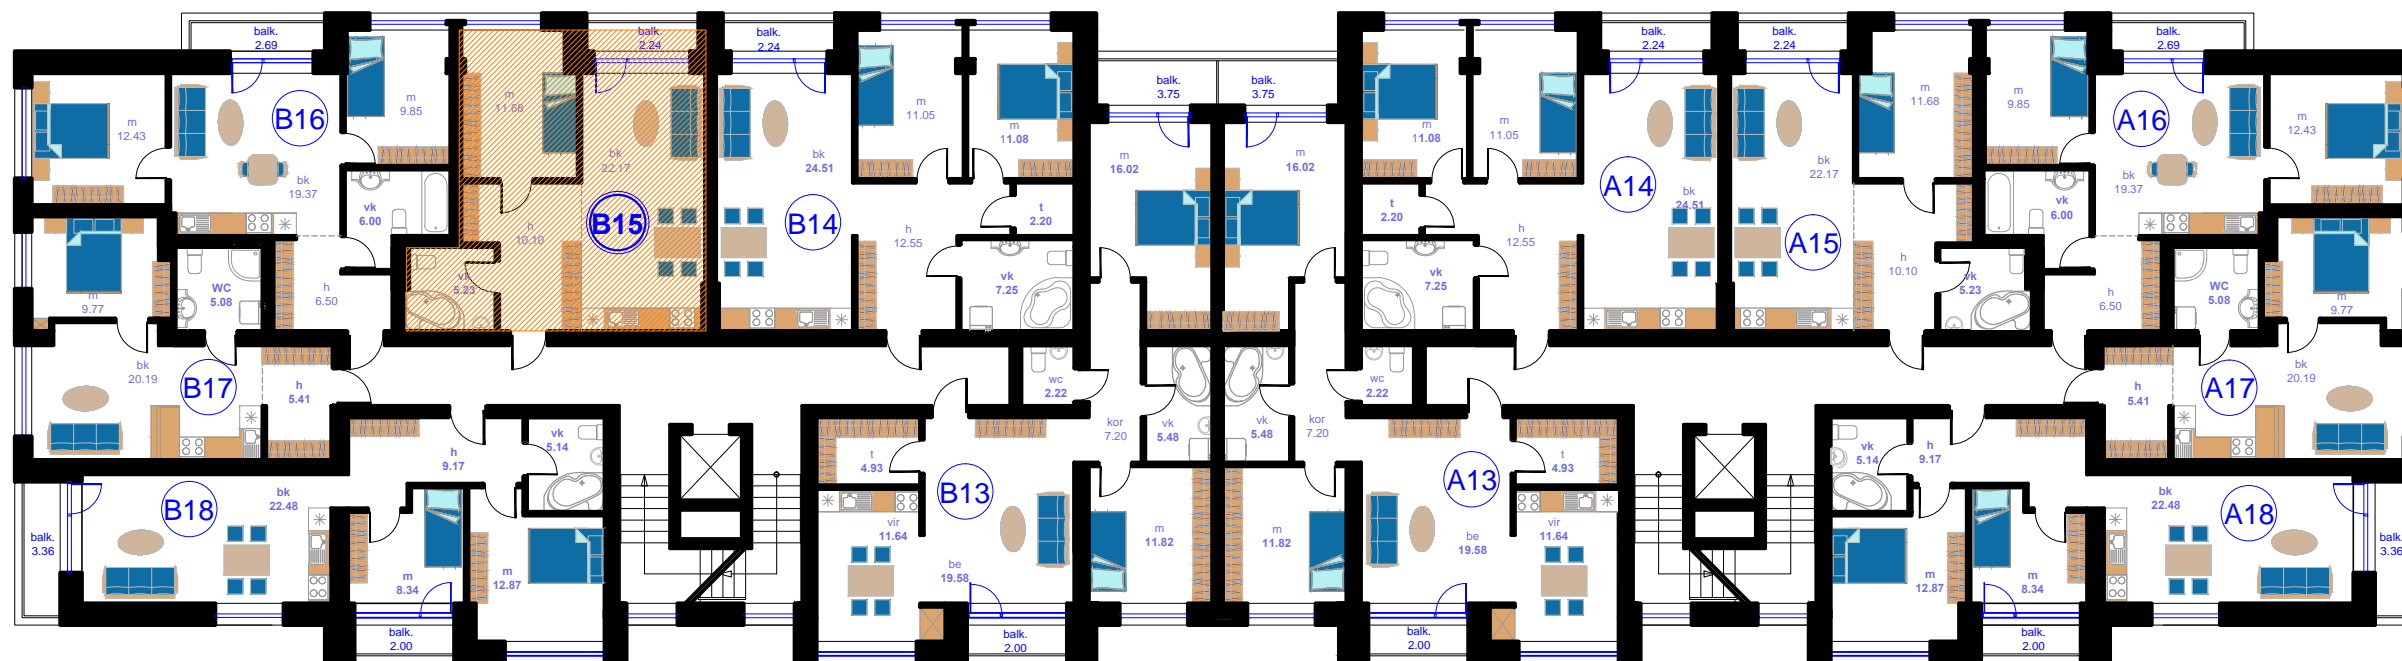 balk.
2.69
balk.
2.24
balk.
2.24
balk.
3.75
balk.
3.75
balk.
2.24
balk.
2.24
balk.
2.69
m
12.43
B16
bk
19.37
m
9.85
m
11.68
bk
22.17
B15
h
10.10
vk
5.23
bk
24.51
B14
m
11.05
m
11.08
t
2.20
h
12.55
vk
7.25
m
16.02
m
16.02
m
11.08
m
11.05
t
2.20
vk
7.25
h
12.55
A14
bk
24.51
bk
22.17
A15
m
11.68
h
10.10
vk
5.23
m
9.85
A16
bk
19.37
vk
6.00
m
12.43
h
6.50
WC
5.08
m
9.77
vk
6.00
m
9.77
WC
5.08
h
6.50
bk
20.19
B17
h
5.41
h
9.17
vk
5.14
wc
2.22
kor
7.20
vk
5.48
vk
5.48
kor
7.20
wc
2.22
h
5.41
A17
bk
20.19
B18
bk
22.48
balk.
3.36
m
8.34
m
12.87
balk.
2.00
t
4.93
B13
vir
11.64
be
19.58
balk.
2.00
m
11.82
m
11.82
A13
be
19.58
t
4.93
vir
11.64
balk.
2.00
vk
5.14
h
9.17
m
12.87
m
8.34
balk.
2.00
bk
22.48
A18
balk.
3.36